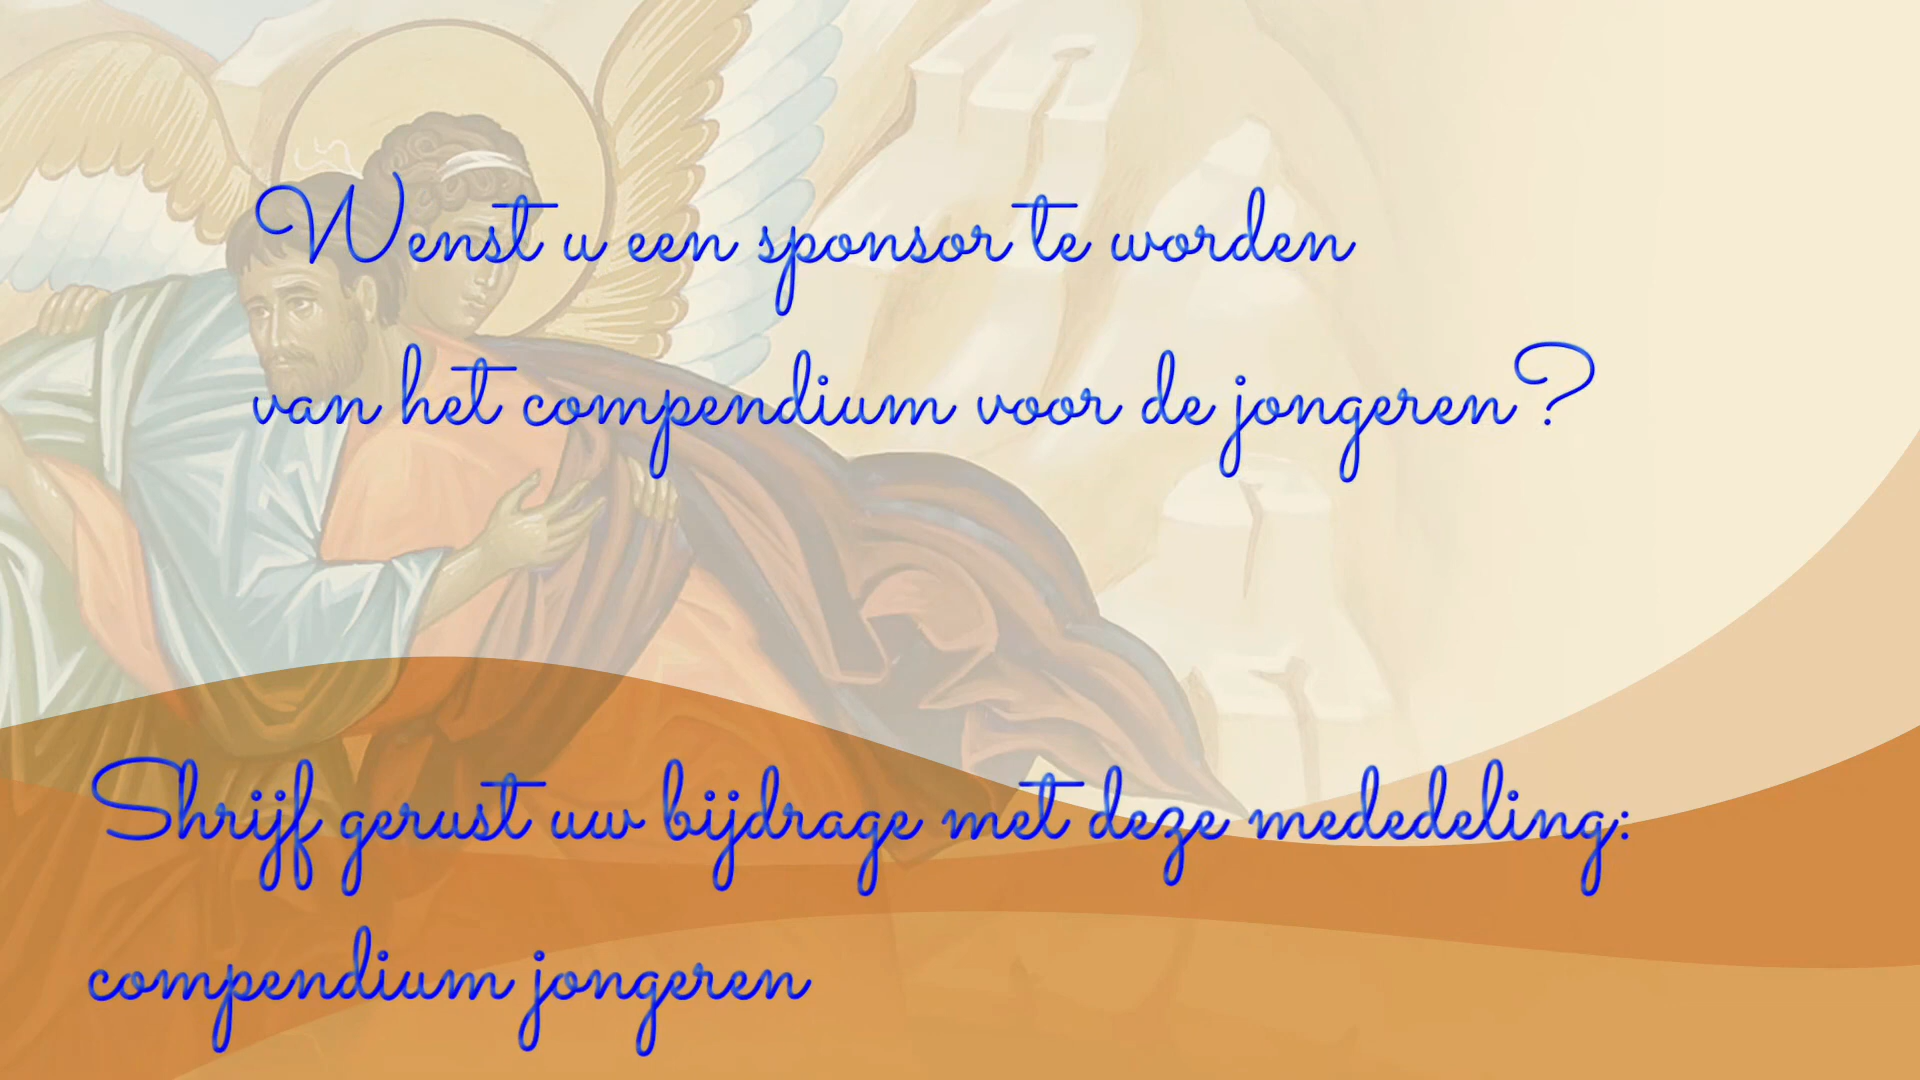 Wenst u een sponsor te worden
van het compendium voor de jongeren?
Shrijf gerust uw bijdrage met deze mededeling:
compendium jongeren